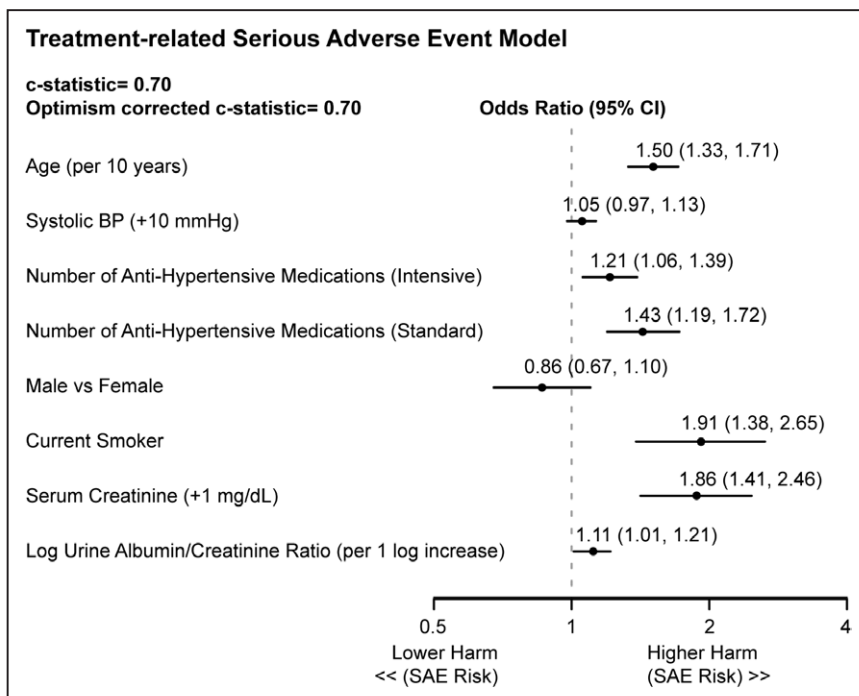 Treatment-related Serious Adverse Event Model
c-statistic= 0.70
Optimism corrected c-statistic= 0.70
Odds Ratio (95% CI)
Age (per 10 years)
1.50 (1.33, 1.71)
Systolic BP (+10 mmHg)
1.05 (0.97, 1.13)
Number of Anti-Hypertensive Medications (Intensive)
1.21 (1.06, 1.39)
Number of Anti-Hypertensive Medications (Standard)
1.43 (1.19, 1.72)
Male vs Female
0.86 (0.67, 1.10)
Current Smoker
1.91 (1.38, 2.65)
Serum Creatinine (+1 mg/dL)
1.86 (1.41, 2.46)
Log Urine Albumin/Creatinine Ratio (per 1 log increase)
1.11 (1.01, 1.21)
0.5 1 2 4
Lower Harm
<< (SAE Risk)
Higher Harm
(SAE Risk) >>